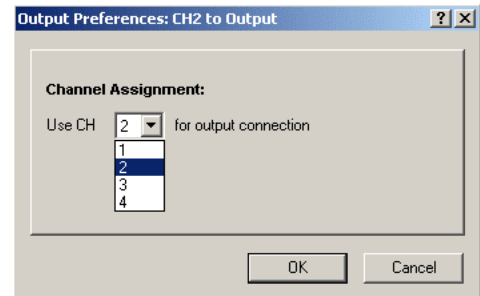 Output Preferences: CH2 to Output
Channel Assignment:
Use CH 2 for output connection
1
2
3
4
OK Cancel